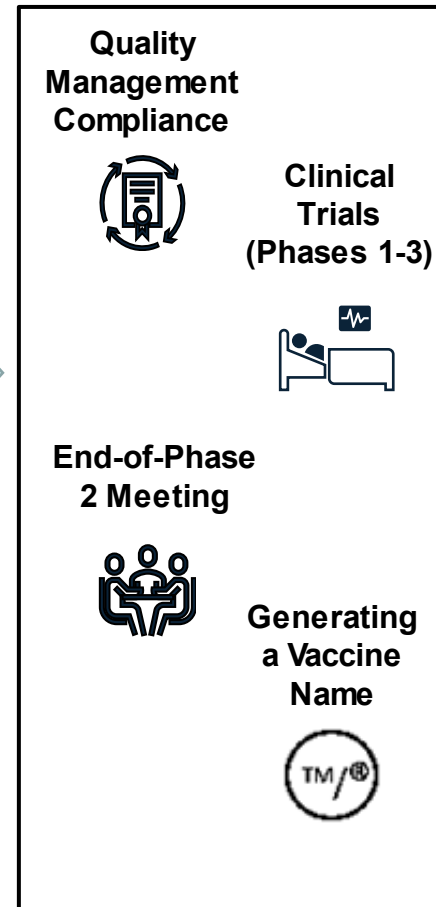 Quality
Management
Compliance
Clinical
Trials
(Phases 1-3)
End-of-Phase
2 Meeting
Generating
a Vaccine
Name
TM/®